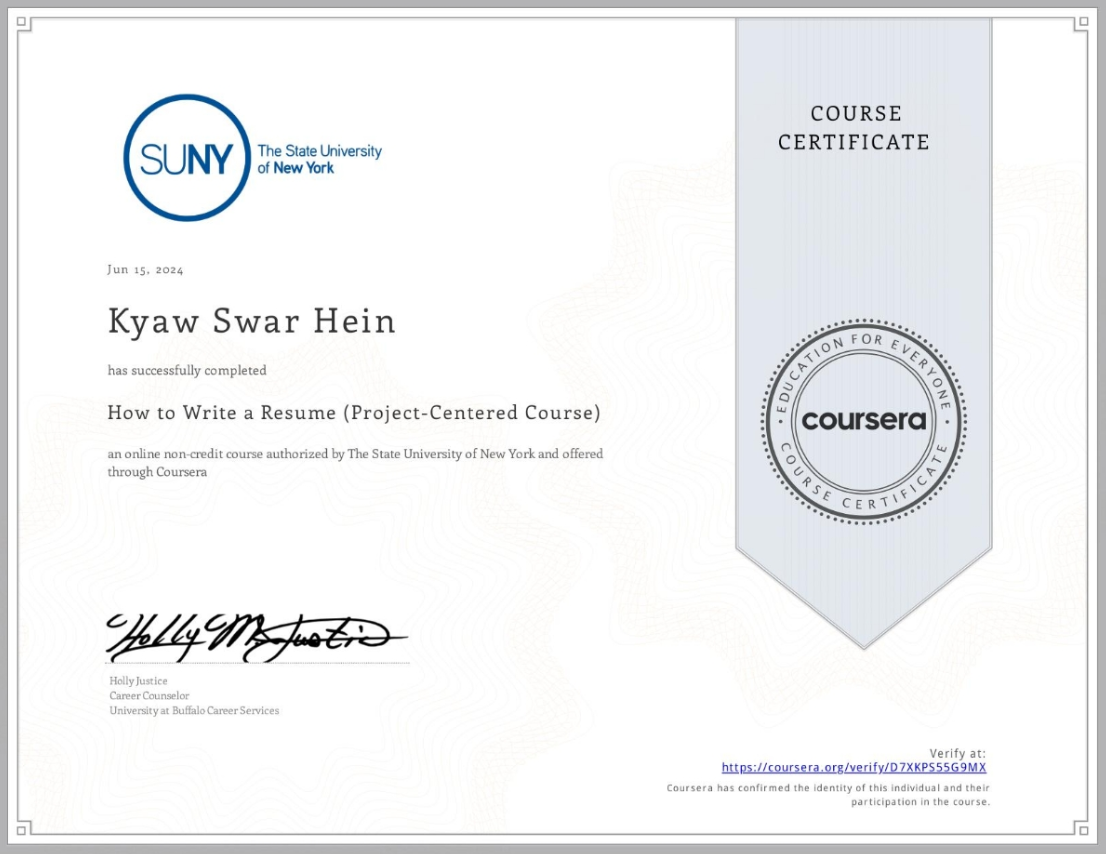 SUNY
The State University
of New York
COURSE
CERTIFICATE
Jun 15, 2024
Kyaw Swar Hein
has successfully completed
How to Write a Resume (Project-Centered Course)
an online non-credit course authorized by The State University of New York and offered
through Coursera
EDUCATION FOR EVERYONE
coursera
COURSE CERTIFICATE
Holly M. Justice
Holly Justice
Career Counselor
University at Buffalo Career Services
Verify at:
https://coursera.org/verify/D7XKPS55G9MX
Coursera has confirmed the identity of this individual and their
participation in the course.